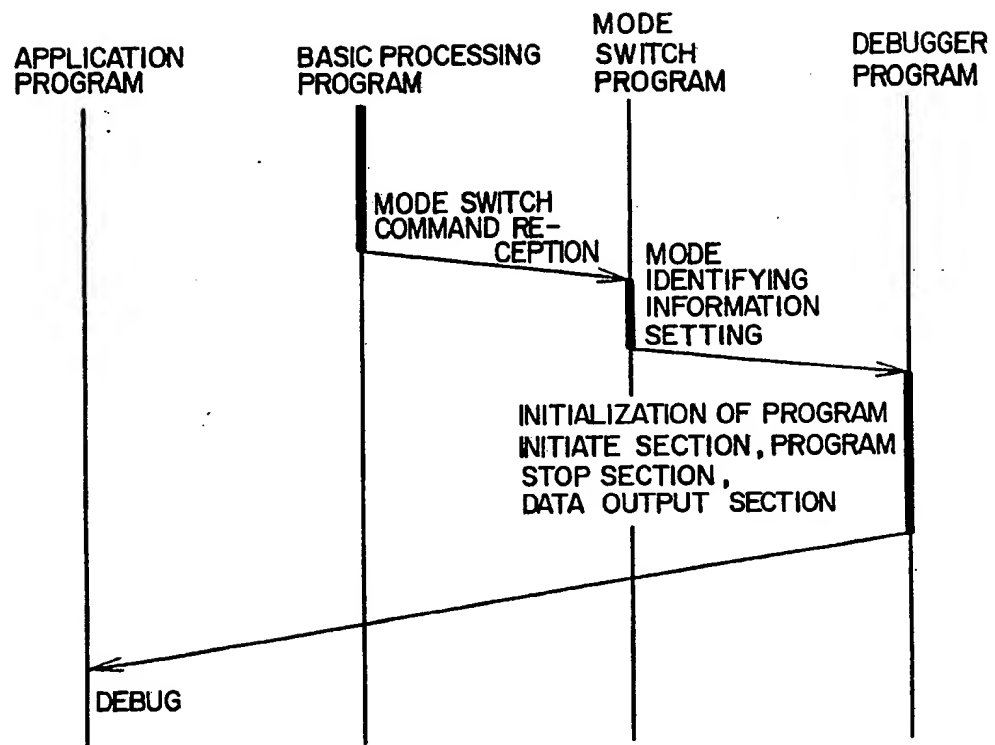 APPLICATION
PROGRAM
BASIC PROCESSING
PROGRAM
MODE
SWITCH
PROGRAM
DEBUGGER
PROGRAM
MODE SWITCH
COMMAND RE-
CEPTION
MODE
IDENTIFYING
INFORMATION
SETTING
INITIALIZATION OF PROGRAM
INITIATE SECTION, PROGRAM
STOP SECTION,
DATA OUTPUT SECTION
DEBUG